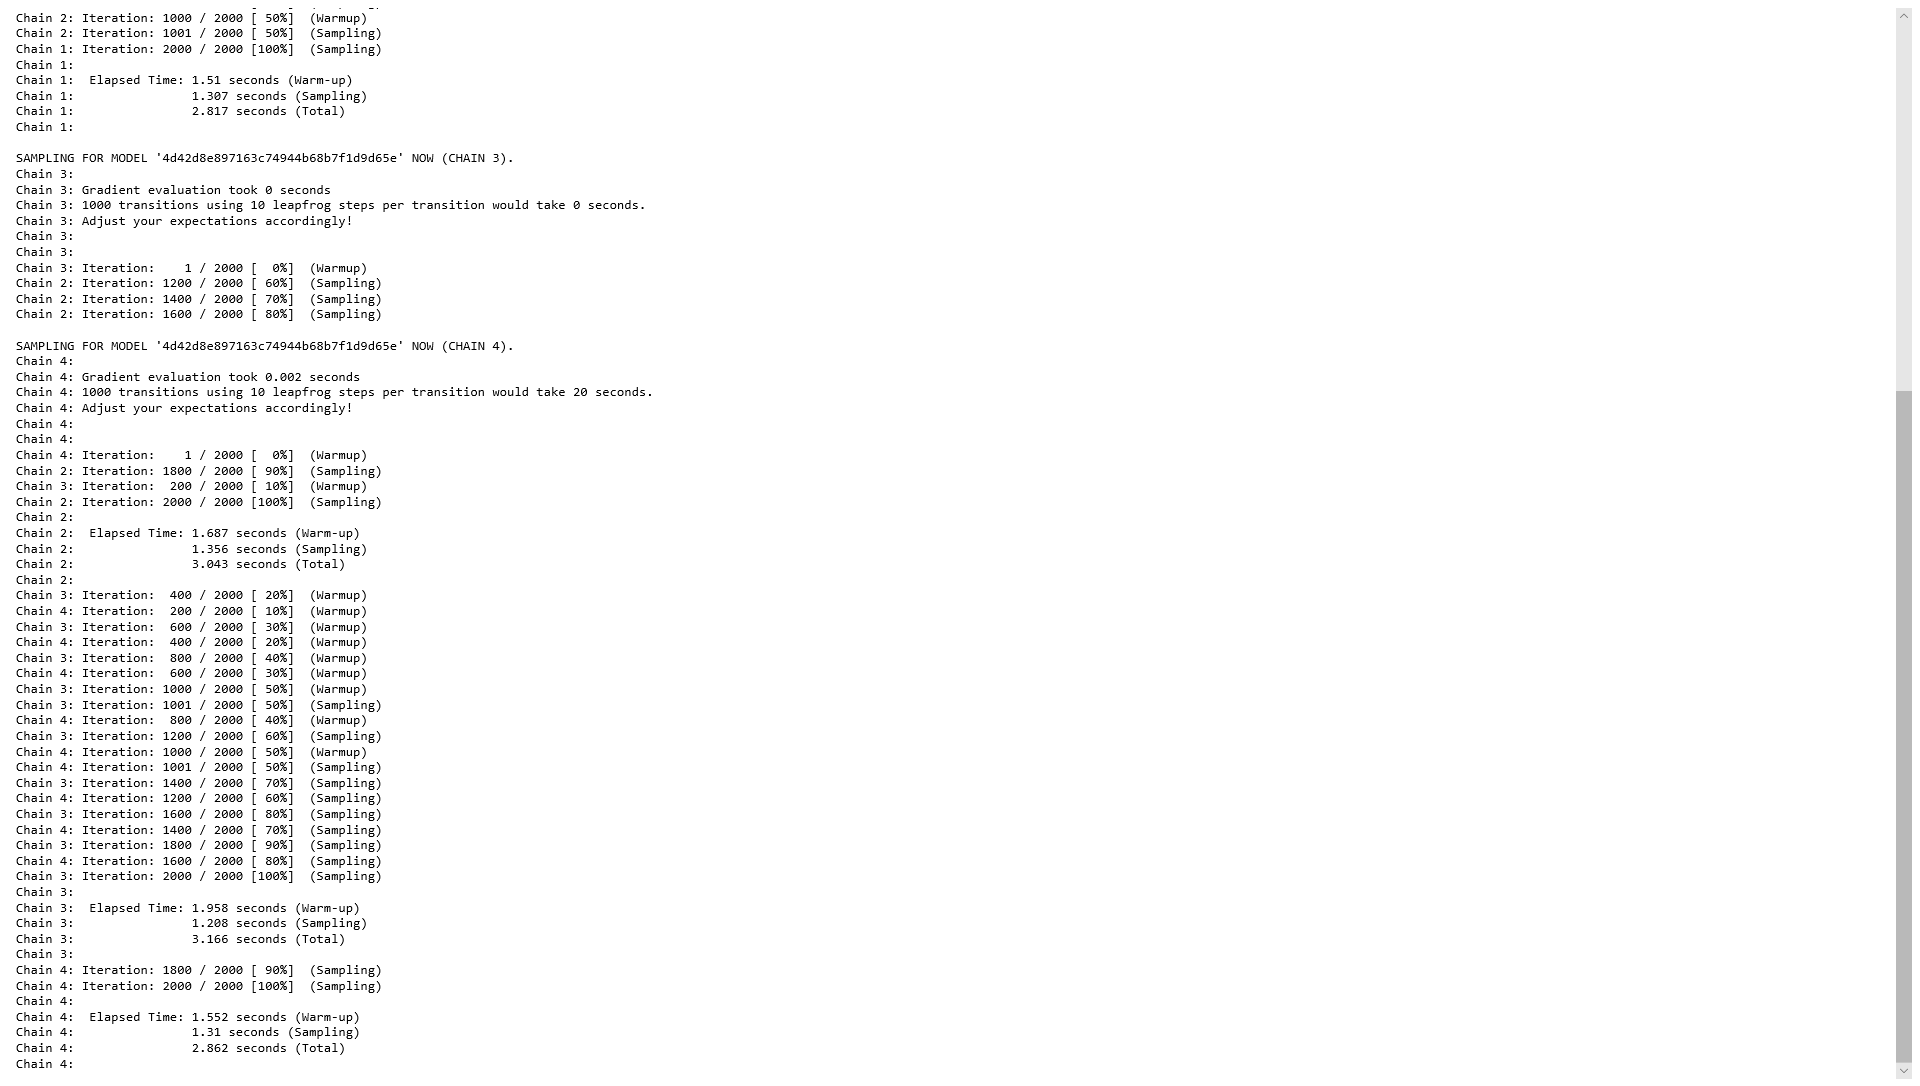 Chain 2: Iteration: 1000 / 2000 [ 50%]  (Warmup)
Chain 2: Iteration: 1001 / 2000 [ 50%]  (Sampling)
Chain 1: Iteration: 2000 / 2000 [100%]  (Sampling)
Chain 1:
Chain 1:  Elapsed Time: 1.51 seconds (Warm-up)
Chain 1:                1.307 seconds (Sampling)
Chain 1:                2.817 seconds (Total)
Chain 1:
SAMPLING FOR MODEL '4d42d8e897163c74944b68b7f1d9d65e' NOW (CHAIN 3).
Chain 3:
Chain 3: Gradient evaluation took 0 seconds
Chain 3: 1000 transitions using 10 leapfrog steps per transition would take 0 seconds.
Chain 3: Adjust your expectations accordingly!
Chain 3:
Chain 3:
Chain 3: Iteration:    1 / 2000 [  0%]  (Warmup)
Chain 2: Iteration: 1200 / 2000 [ 60%]  (Sampling)
Chain 2: Iteration: 1400 / 2000 [ 70%]  (Sampling)
Chain 2: Iteration: 1600 / 2000 [ 80%]  (Sampling)
SAMPLING FOR MODEL '4d42d8e897163c74944b68b7f1d9d65e' NOW (CHAIN 4).
Chain 4:
Chain 4: Gradient evaluation took 0.002 seconds
Chain 4: 1000 transitions using 10 leapfrog steps per transition would take 20 seconds.
Chain 4: Adjust your expectations accordingly!
Chain 4:
Chain 4:
Chain 4: Iteration:    1 / 2000 [  0%]  (Warmup)
Chain 2: Iteration: 1800 / 2000 [ 90%]  (Sampling)
Chain 3: Iteration:  200 / 2000 [ 10%]  (Warmup)
Chain 2: Iteration: 2000 / 2000 [100%]  (Sampling)
Chain 2:
Chain 2:  Elapsed Time: 1.687 seconds (Warm-up)
Chain 2:                1.356 seconds (Sampling)
Chain 2:                3.043 seconds (Total)
Chain 2:
Chain 3: Iteration:  400 / 2000 [ 20%]  (Warmup)
Chain 4: Iteration:  200 / 2000 [ 10%]  (Warmup)
Chain 3: Iteration:  600 / 2000 [ 30%]  (Warmup)
Chain 4: Iteration:  400 / 2000 [ 20%]  (Warmup)
Chain 3: Iteration:  800 / 2000 [ 40%]  (Warmup)
Chain 4: Iteration:  600 / 2000 [ 30%]  (Warmup)
Chain 3: Iteration: 1000 / 2000 [ 50%]  (Warmup)
Chain 3: Iteration: 1001 / 2000 [ 50%]  (Sampling)
Chain 4: Iteration:  800 / 2000 [ 40%]  (Warmup)
Chain 3: Iteration: 1200 / 2000 [ 60%]  (Sampling)
Chain 4: Iteration: 1000 / 2000 [ 50%]  (Warmup)
Chain 4: Iteration: 1001 / 2000 [ 50%]  (Sampling)
Chain 3: Iteration: 1400 / 2000 [ 70%]  (Sampling)
Chain 4: Iteration: 1200 / 2000 [ 60%]  (Sampling)
Chain 3: Iteration: 1600 / 2000 [ 80%]  (Sampling)
Chain 4: Iteration: 1400 / 2000 [ 70%]  (Sampling)
Chain 3: Iteration: 1800 / 2000 [ 90%]  (Sampling)
Chain 4: Iteration: 1600 / 2000 [ 80%]  (Sampling)
Chain 3: Iteration: 2000 / 2000 [100%]  (Sampling)
Chain 3:
Chain 3:  Elapsed Time: 1.958 seconds (Warm-up)
Chain 3:                1.208 seconds (Sampling)
Chain 3:                3.166 seconds (Total)
Chain 3:
Chain 4: Iteration: 1800 / 2000 [ 90%]  (Sampling)
Chain 4: Iteration: 2000 / 2000 [100%]  (Sampling)
Chain 4:
Chain 4:  Elapsed Time: 1.552 seconds (Warm-up)
Chain 4:                1.31 seconds (Sampling)
Chain 4:                2.862 seconds (Total)
Chain 4: